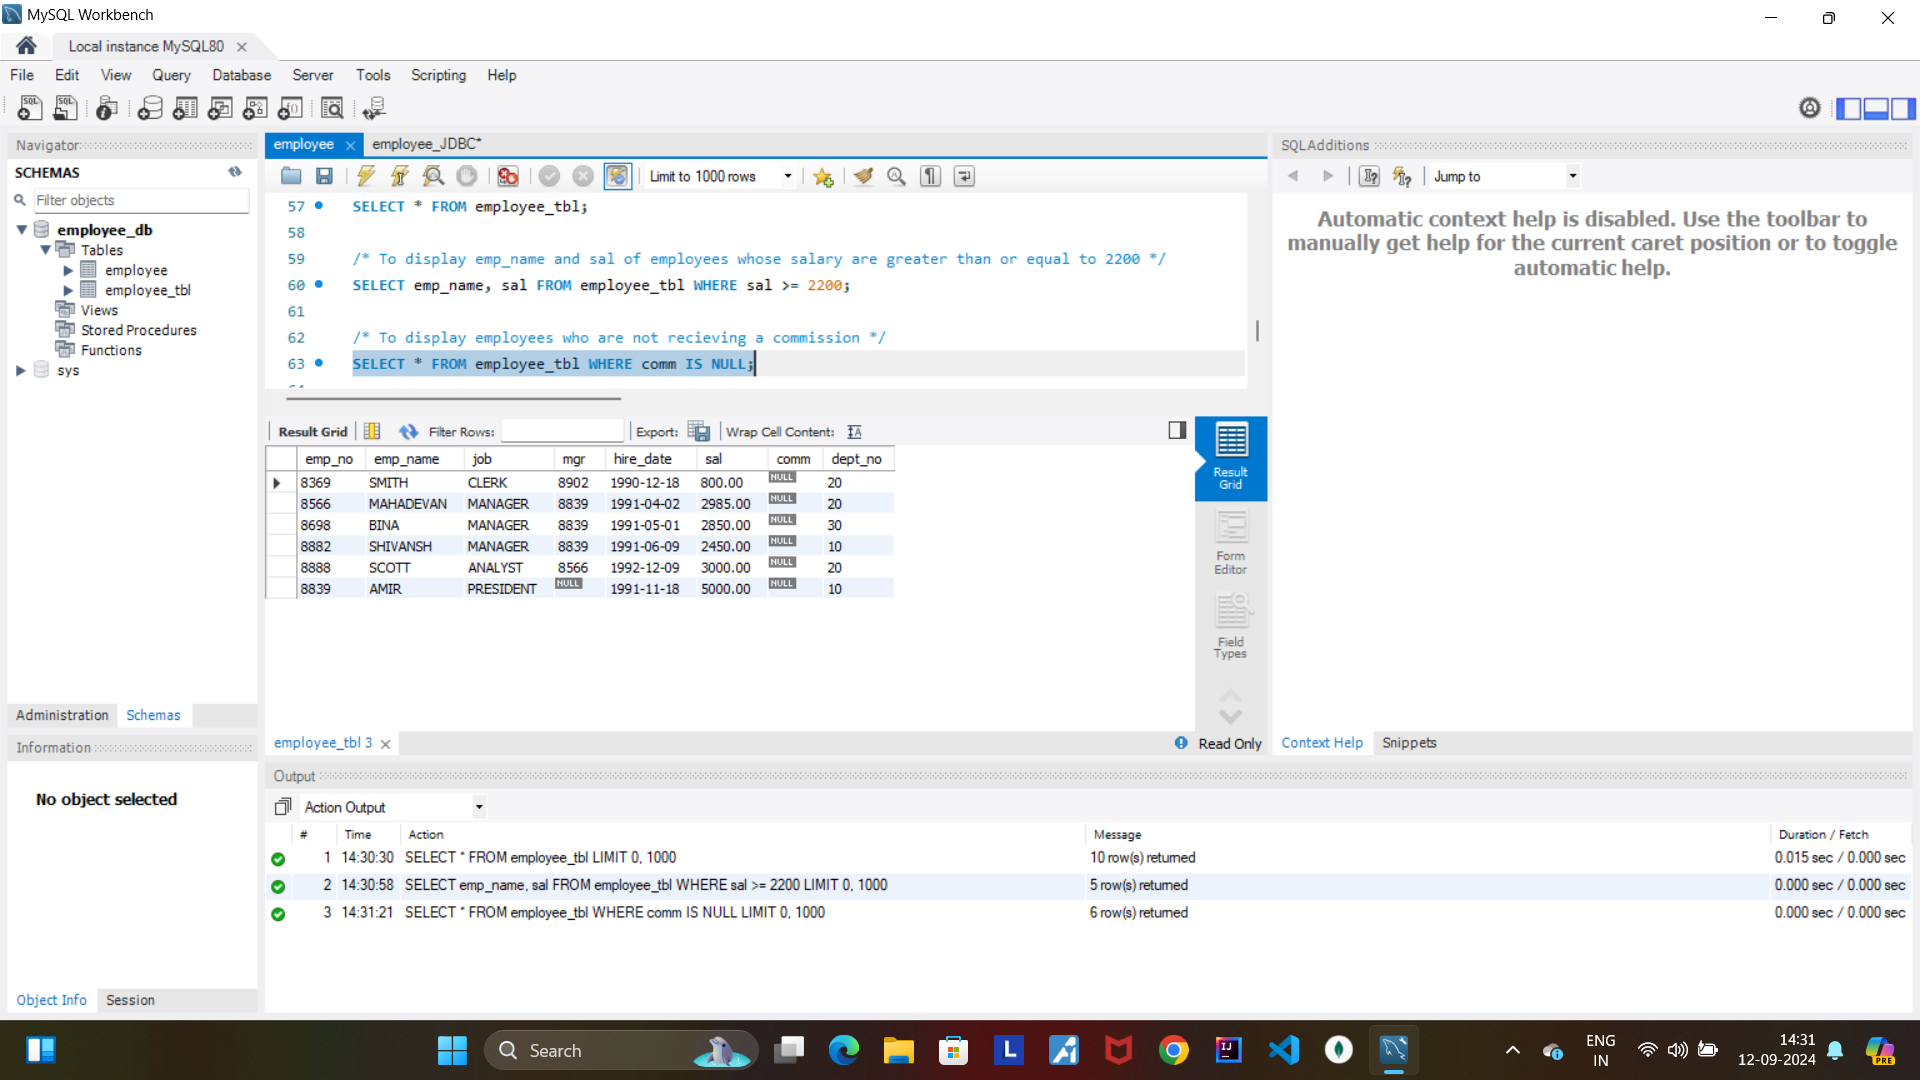 MySQL Workbench
Local instance MySQL80
File Edit View Query Database Server Tools Scripting Help
Navigator
SCHEMAS
Filter objects
employee_db
Tables
employee
employee_tbl
Views
Stored Procedures
Functions
sys
Administration Schemas
Information
No object selected
Object Info Session
employee employee_JDBC*
Limit to 1000 rows
57 SELECT * FROM employee_tbl;
58
59 /* To display emp_name and sal of employees whose salary are greater than or equal to 2200 */
60 SELECT emp_name, sal FROM employee_tbl WHERE sal >= 2200;
61
62 /* To display employees who are not recieving a commission */
63 SELECT * FROM employee_tbl WHERE comm IS NULL;
Result Grid Filter Rows: Export: Wrap Cell Content:
emp_no emp_name job mgr hire_date sal comm dept_no
8369 SMITH CLERK 8902 1990-12-18 800.00 NULL 20
8566 MAHADEVAN MANAGER 8839 1991-04-02 2985.00 NULL 20
8698 BINA MANAGER 8839 1991-05-01 2850.00 NULL 30
8882 SHIVANSH MANAGER 8839 1991-06-09 2450.00 NULL 10
8888 SCOTT ANALYST 8566 1992-12-09 3000.00 NULL 20
8839 AMIR PRESIDENT NULL 1991-11-18 5000.00 NULL 10
Result
Grid
Form
Editor
Field
Types
employee_tbl 3
Read Only
SQLAdditions
Jump to
Automatic context help is disabled. Use the toolbar to
manually get help for the current caret position or to toggle
automatic help.
Context Help Snippets
Output
Action Output
# Time Action Message Duration / Fetch
1 14:30:30 SELECT * FROM employee_tbl LIMIT 0, 1000 10 row(s) returned 0.015 sec / 0.000 sec
2 14:30:58 SELECT emp_name, sal FROM employee_tbl WHERE sal >= 2200 LIMIT 0, 1000 5 row(s) returned 0.000 sec / 0.000 sec
3 14:31:21 SELECT * FROM employee_tbl WHERE comm IS NULL LIMIT 0, 1000 6 row(s) returned 0.000 sec / 0.000 sec
Search
ENG
IN
14:31
12-09-2024
PRE